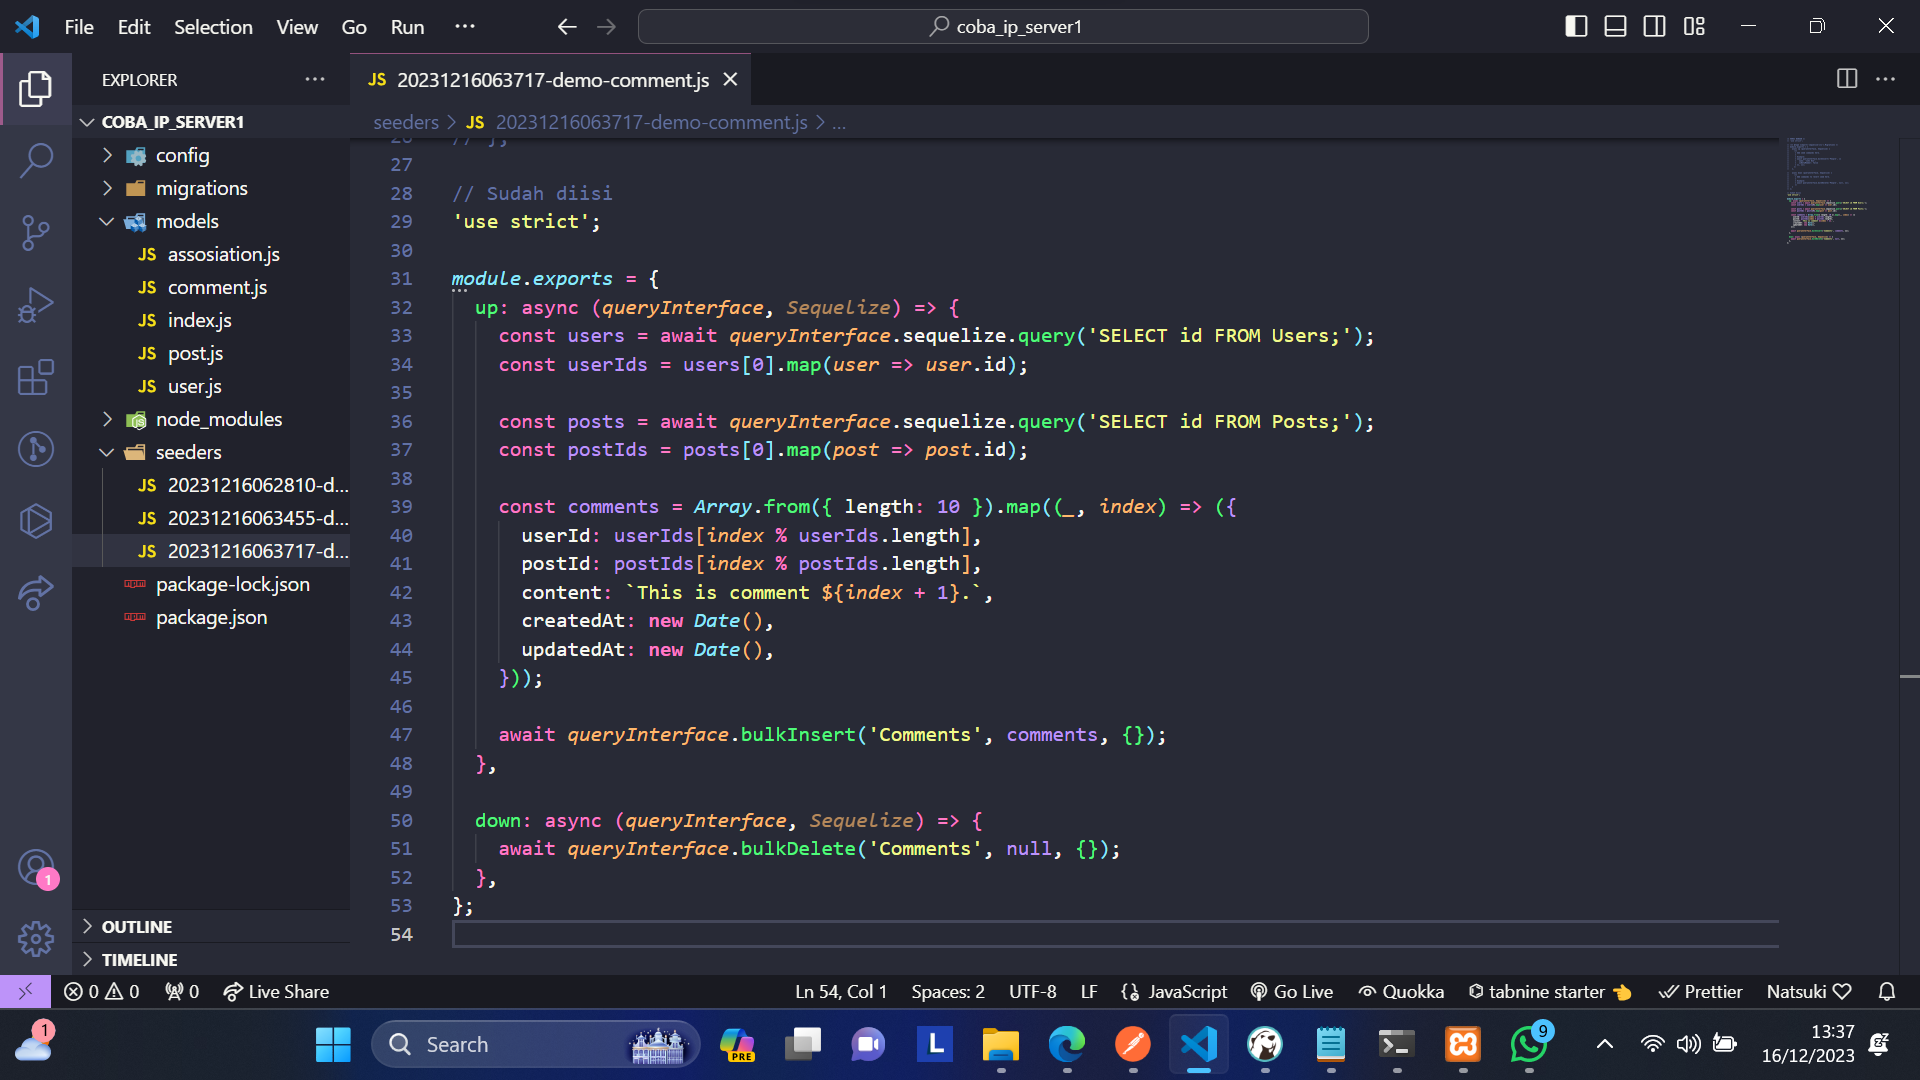 File Edit Selection View Go Run ··· coba_ip_server1
EXPLORER ···
JS 20231216063717-demo-comment.js
COBA_IP_SERVER1
seeders > JS 20231216063717-demo-comment.js > ...
config
migrations
models
JS assosiation.js
JS comment.js
JS index.js
JS post.js
JS user.js
node_modules
seeders
JS 20231216062810-d...
JS 20231216063455-d...
JS 20231216063717-d...
package-lock.json
package.json
OUTLINE
TIMELINE
1
26 // };
27
28 // Sudah diisi
29 'use strict';
30
31 module.exports = {
32 up: async (queryInterface, Sequelize) => {
33 const users = await queryInterface.sequelize.query('SELECT id FROM Users;');
34 const userIds = users[0].map(user => user.id);
35
36 const posts = await queryInterface.sequelize.query('SELECT id FROM Posts;');
37 const postIds = posts[0].map(post => post.id);
38
39 const comments = Array.from({ length: 10 }).map((_, index) => ({
40 userId: userIds[index % userIds.length],
41 postId: postIds[index % postIds.length],
42 content: `This is comment ${index + 1}.`,
43 createdAt: new Date(),
44 updatedAt: new Date(),
45 }));
46
47 await queryInterface.bulkInsert('Comments', comments, {});
48 },
49
50 down: async (queryInterface, Sequelize) => {
51 await queryInterface.bulkDelete('Comments', null, {});
52 },
53 };
54
0 0 0 Live Share Ln 54, Col 1 Spaces: 2 UTF-8 LF JavaScript Go Live Quokka tabnine starter Prettier Natsuki
1 Search PRE L 9 13:37
16/12/2023